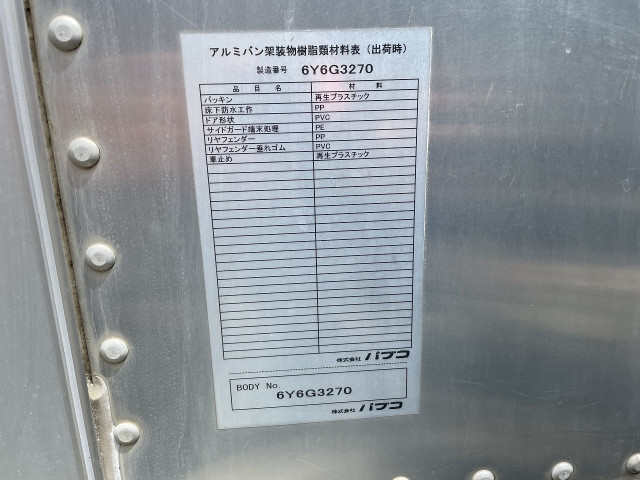 アルミバン架装物樹脂類材料表（出荷時）
製造番号 6Y6G3270
品目名 材料
パッキン 再生プラスチック
床下防水工作 PP
ドア形状 PVC
サイドガード端末処理 PE
リヤフェンダー PP
リヤフェンダー垂れゴム PVC
車止め 再生プラスチック
株式会社 パブコ
BODY No.
6Y6G3270
株式会社 パブコ